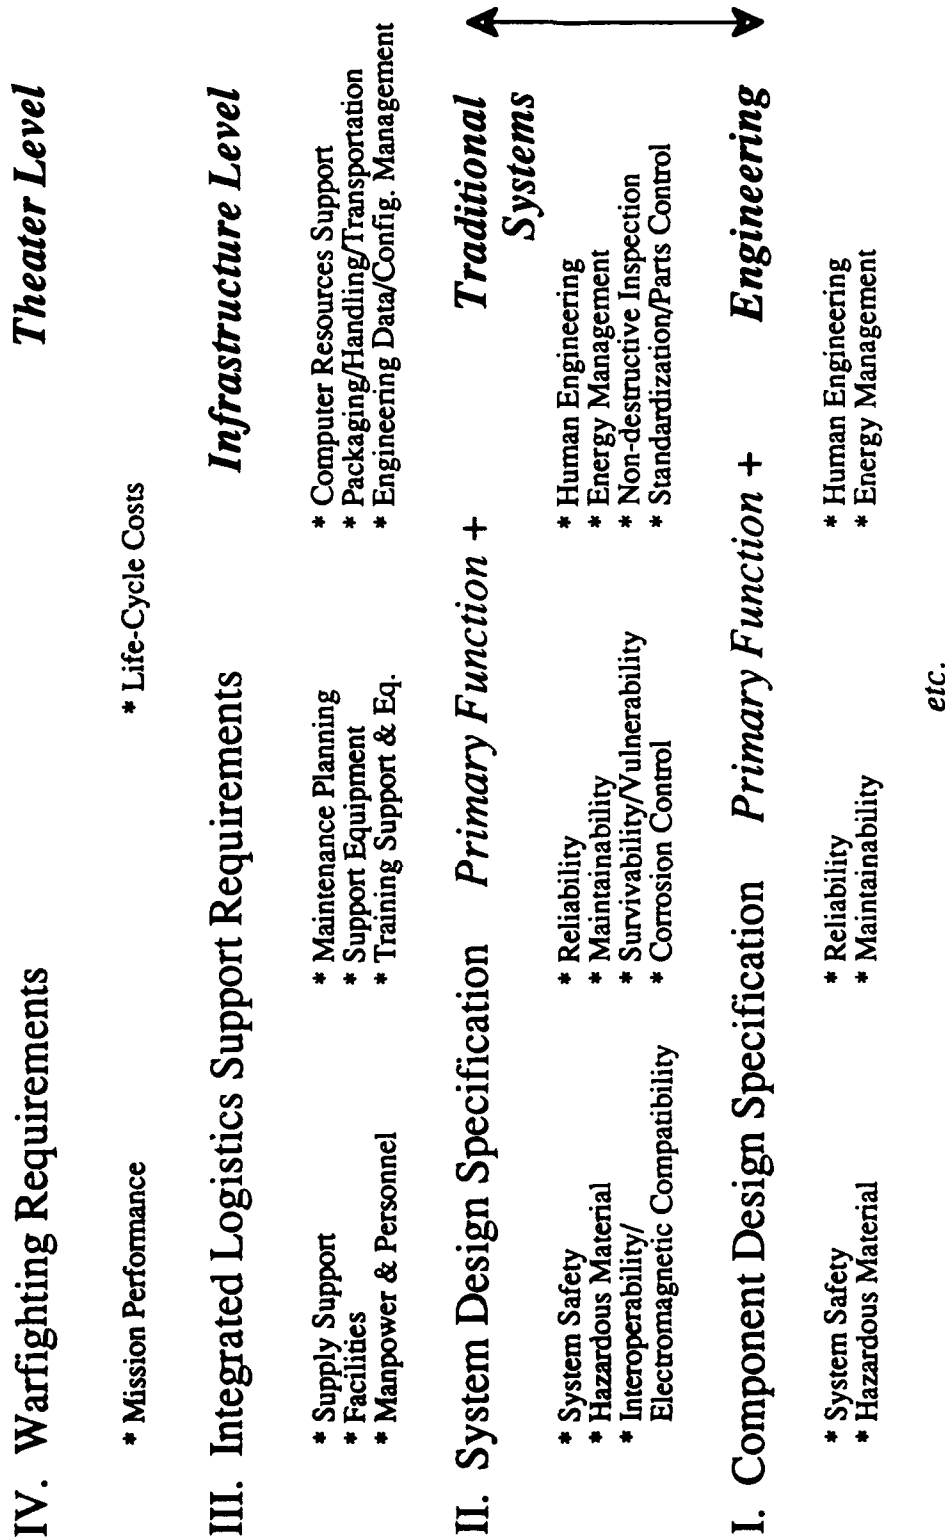 IV. Warfighting Requirements Theater Level
* Mission Performance * Life-Cycle Costs
III. Integrated Logistics Support Requirements Infrastructure Level
* Supply Support * Maintenance Planning * Computer Resources Support
* Facilities * Support Equipment * Packaging/Handling/Transportation
* Manpower & Personnel * Training Support & Eq. * Engineering Data/Config. Management
II. System Design Specification Primary Function + Traditional
Systems
* System Safety * Reliability * Human Engineering
* Hazardous Material * Maintainability * Energy Management
* Interoperability/ * Survivability/Vulnerability * Non-destructive Inspection
Electromagnetic Compatibility * Corrosion Control * Standardization/Parts Control
I. Component Design Specification Primary Function + Engineering
* System Safety * Reliability * Human Engineering
* Hazardous Material * Maintainability * Energy Management
etc.